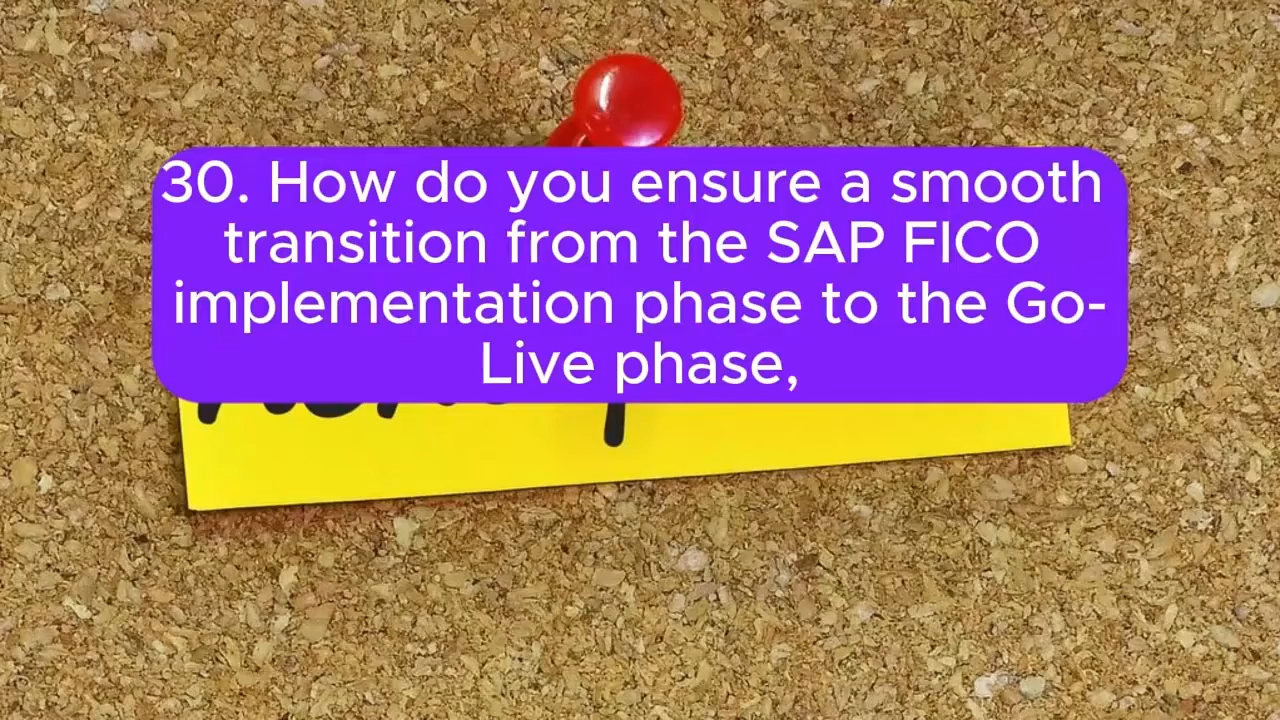 30. How do you ensure a smooth
transition from the SAP FICO
implementation phase to the Go-
Live phase,